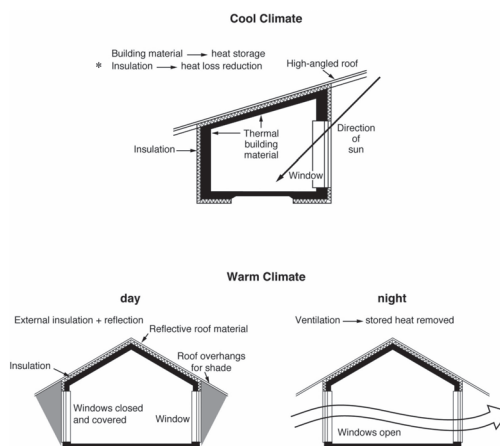 Cool Climate
Building material → heat storage
* Insulation → heat loss reduction
High-angled roof
Thermal
building
material
Direction
of
sun
Insulation
Window
Warm Climate
day
External insulation + reflection
Reflective roof material
Insulation
Roof overhangs
for shade
Windows closed
and covered
Window
night
Ventilation → stored heat removed
Windows open